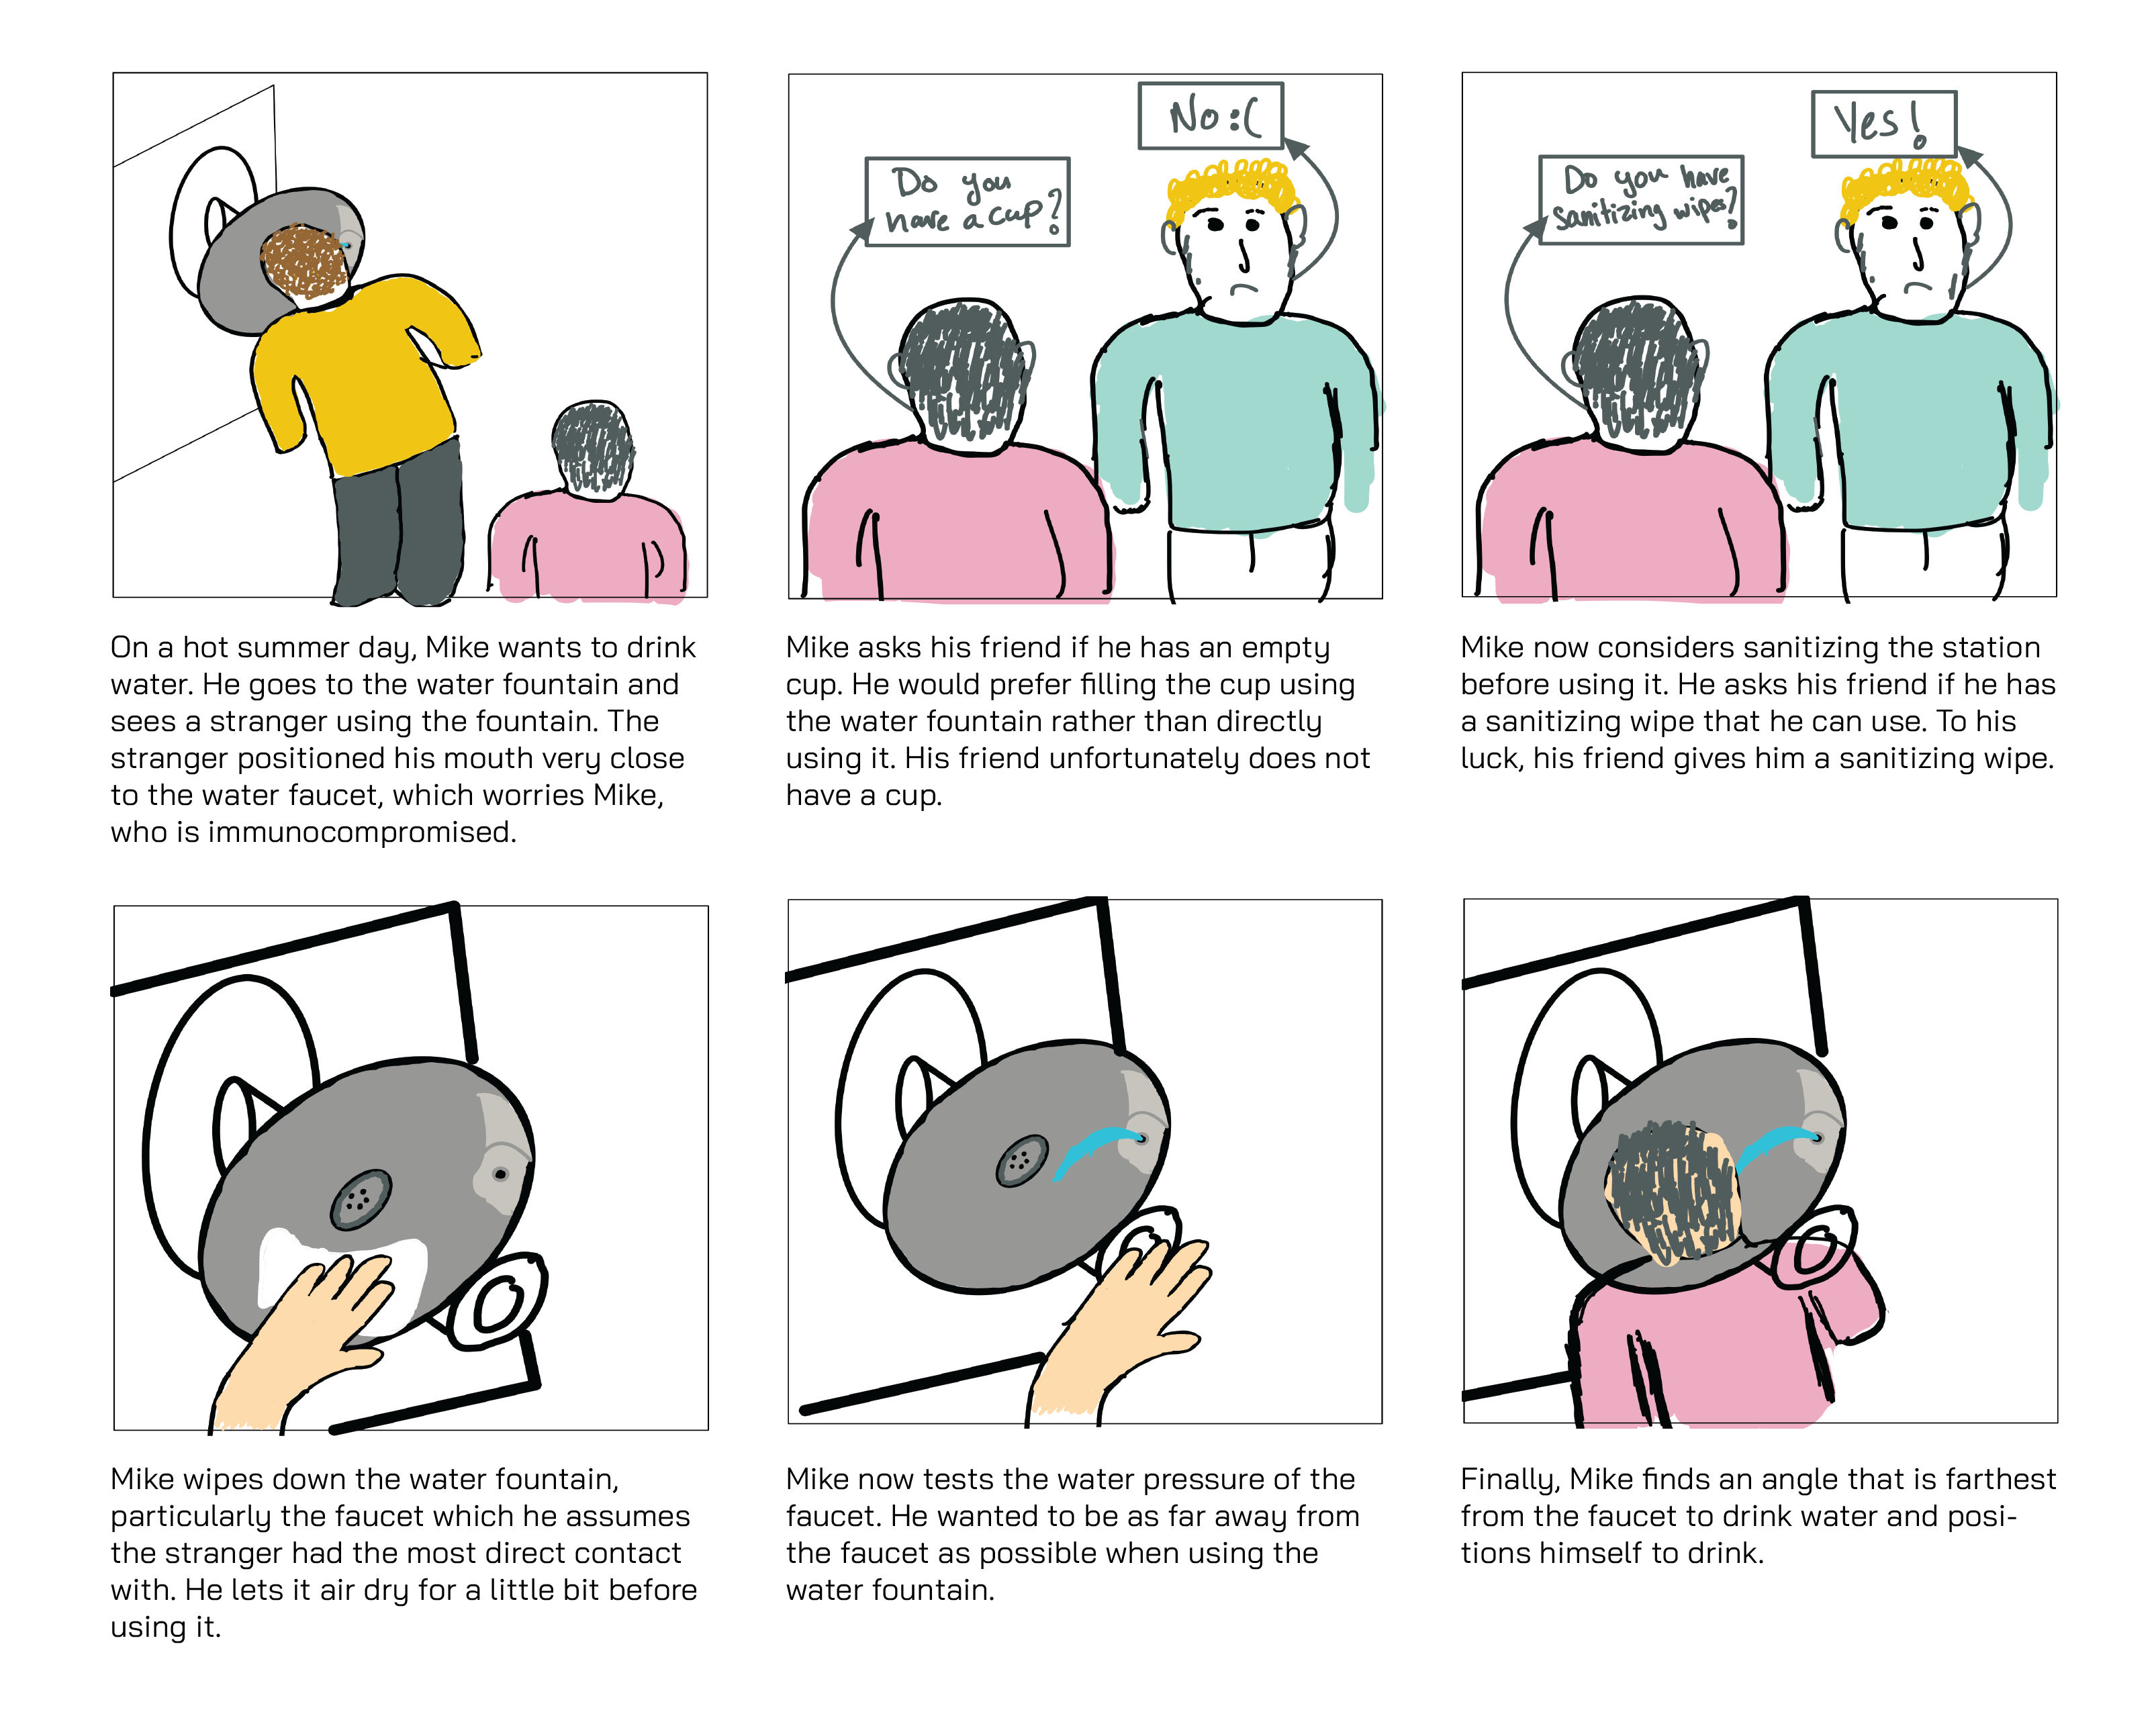 Do you
have a cup?
No :(
Do you have
sanitizing wipes?
Yes!
On a hot summer day, Mike wants to drink
water. He goes to the water fountain and
sees a stranger using the fountain. The
stranger positioned his mouth very close
to the water faucet, which worries Mike,
who is immunocompromised.
Mike asks his friend if he has an empty
cup. He would prefer filling the cup using
the water fountain rather than directly
using it. His friend unfortunately does not
have a cup.
Mike now considers sanitizing the station
before using it. He asks his friend if he has
a sanitizing wipe that he can use. To his
luck, his friend gives him a sanitizing wipe.
Mike wipes down the water fountain,
particularly the faucet which he assumes
the stranger had the most direct contact
with. He lets it air dry for a little bit before
using it.
Mike now tests the water pressure of the
faucet. He wanted to be as far away from
the faucet as possible when using the
water fountain.
Finally, Mike finds an angle that is farthest
from the faucet to drink water and posi-
tions himself to drink.